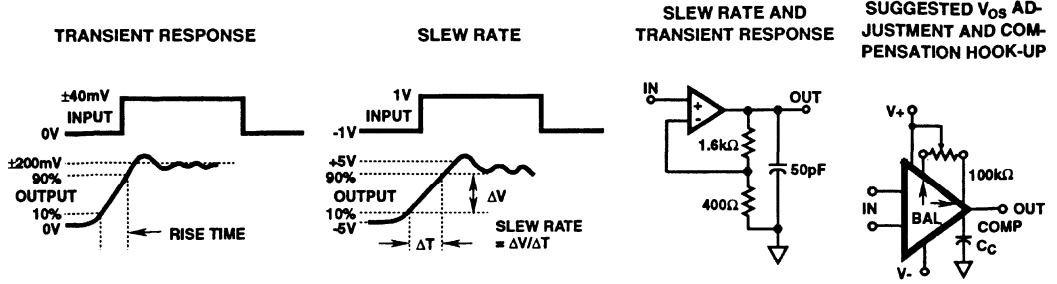 TRANSIENT RESPONSE
±40mV
INPUT
0V
±200mV
90%
OUTPUT
10%
0V
RISE TIME
SLEW RATE
1V
INPUT
-1V
+5V
90%
OUTPUT
10%
-5V
ΔV
ΔT
SLEW RATE
= ΔV/ΔT
SLEW RATE AND
TRANSIENT RESPONSE
IN
+
-
OUT
1.6kΩ
50pF
400Ω
SUGGESTED VOS AD-
JUSTMENT AND COM-
PENSATION HOOK-UP
V+
100kΩ
IN
BAL
OUT
COMP
CC
V-